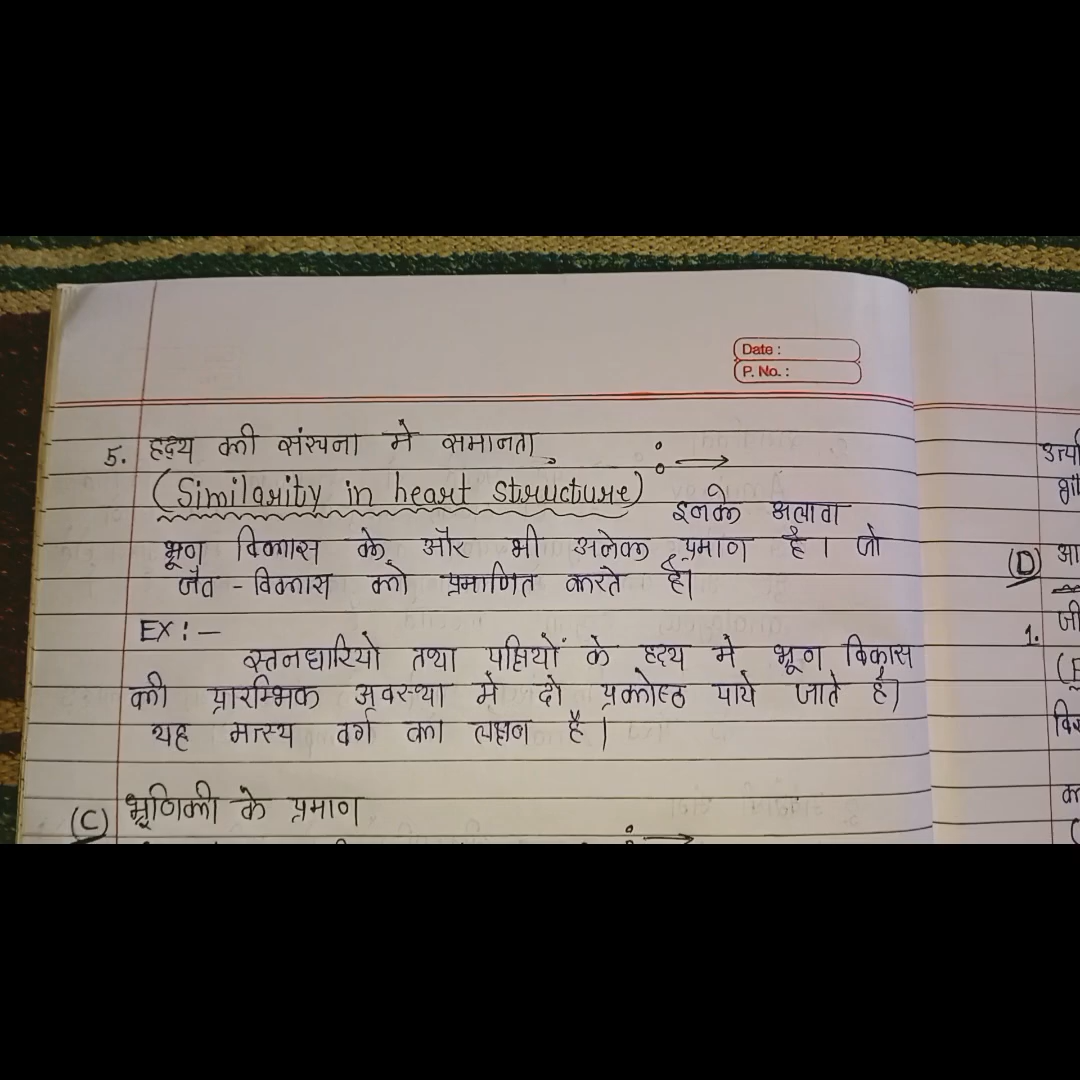 Date :
P. No. :
5. हृदय की संरचना मे समानता
(Similarity in heart structure) :→
इनके अलावा
भ्रूण विकास के और भी अनेक प्रमाण है। जो
जैव - विकास को प्रमाणित करते है।
EX : —
स्तनधारियो तथा पक्षियों के हृदय मे भ्रूण विकास
की प्रारम्भिक अवस्था मे दो प्रकोष्ठ पाये जाते है।
यह मत्स्य वर्ग का लक्षण है।
(C) भ्रूणिकी के प्रमाण
(D)
1.